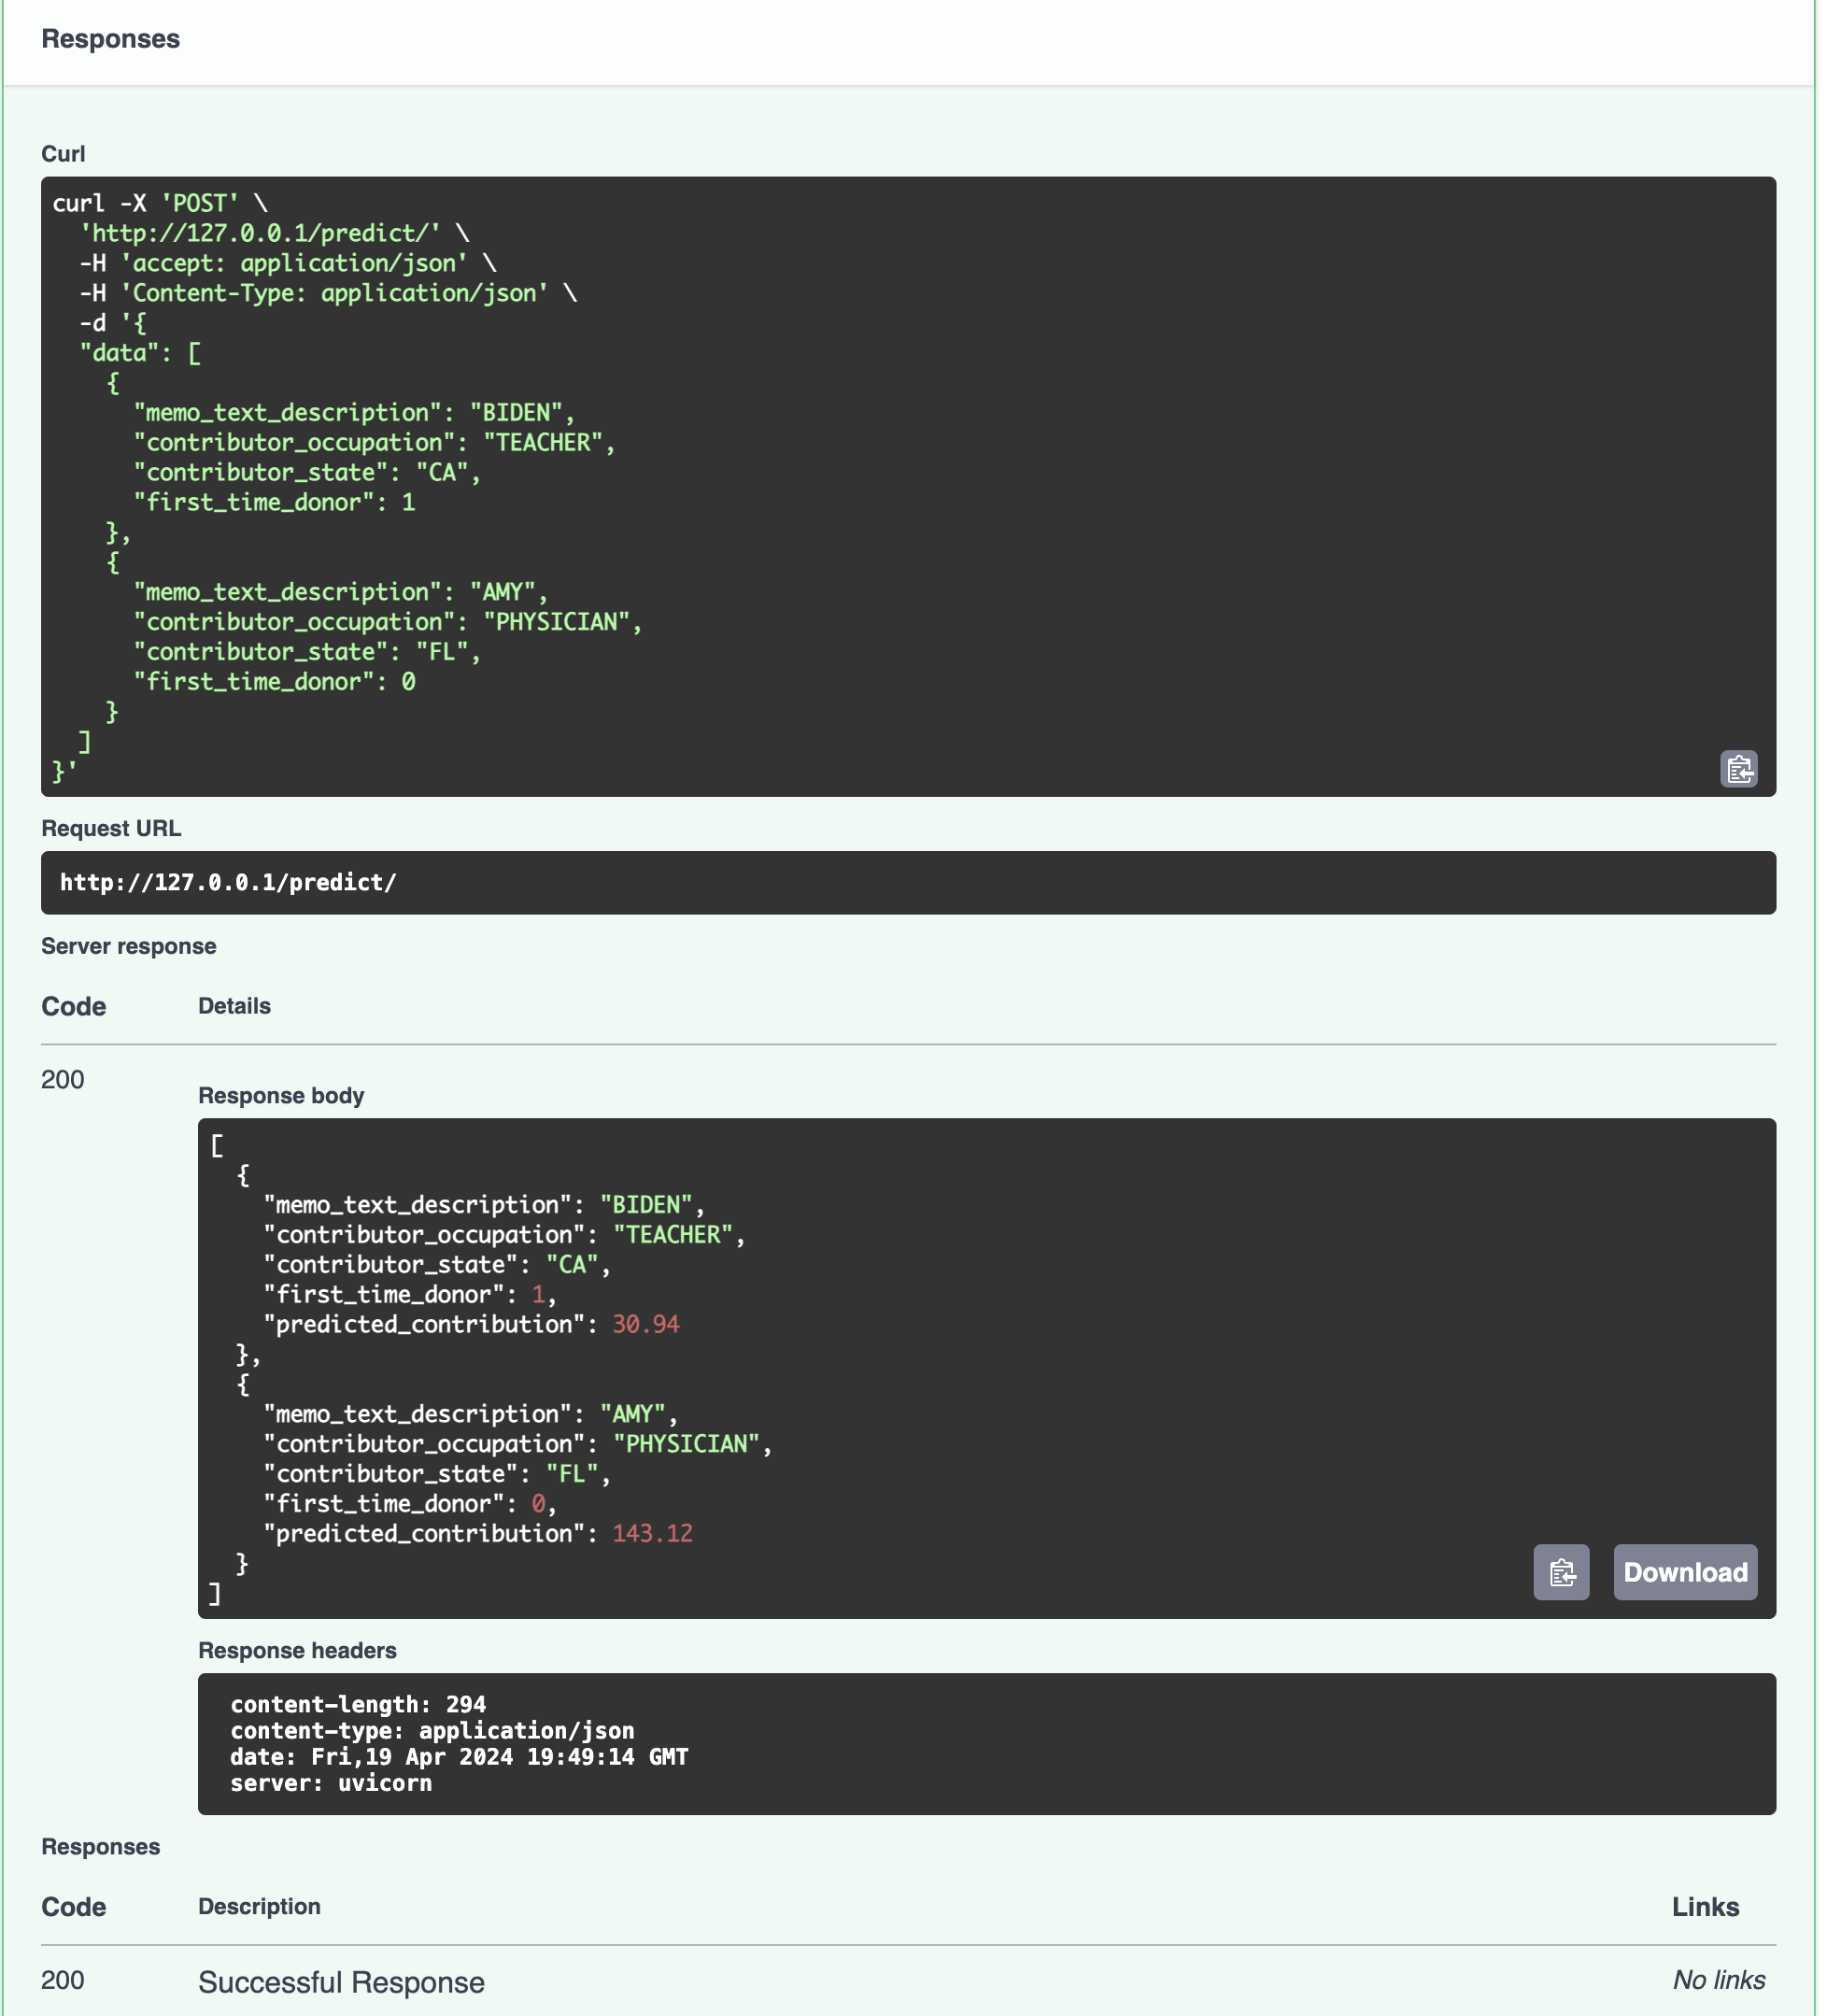 Responses
Curl
curl -X 'POST' \
  'http://127.0.0.1/predict/' \
  -H 'accept: application/json' \
  -H 'Content-Type: application/json' \
  -d '{
  "data": [
    {
      "memo_text_description": "BIDEN",
      "contributor_occupation": "TEACHER",
      "contributor_state": "CA",
      "first_time_donor": 1
    },
    {
      "memo_text_description": "AMY",
      "contributor_occupation": "PHYSICIAN",
      "contributor_state": "FL",
      "first_time_donor": 0
    }
  ]
}'
Request URL
http://127.0.0.1/predict/
Server response
Code Details
200
Response body
[
  {
    "memo_text_description": "BIDEN",
    "contributor_occupation": "TEACHER",
    "contributor_state": "CA",
    "first_time_donor": 1,
    "predicted_contribution": 30.94
  },
  {
    "memo_text_description": "AMY",
    "contributor_occupation": "PHYSICIAN",
    "contributor_state": "FL",
    "first_time_donor": 0,
    "predicted_contribution": 143.12
  }
]
Download
Response headers
content-length: 294
content-type: application/json
date: Fri,19 Apr 2024 19:49:14 GMT
server: uvicorn
Responses
Code Description Links
200 Successful Response No links